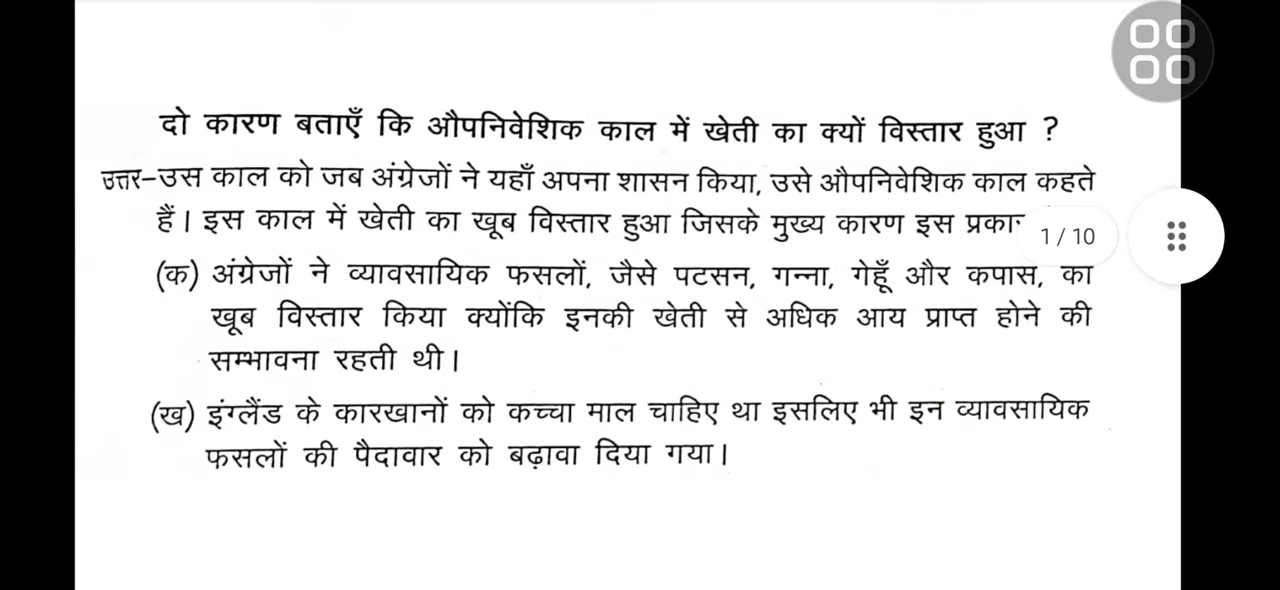 दो कारण बताएँ कि औपनिवेशिक काल में खेती का क्यों विस्तार हुआ ?
उत्तर–उस काल को जब अंग्रेजों ने यहाँ अपना शासन किया, उसे औपनिवेशिक काल कहते
हैं। इस काल में खेती का खूब विस्तार हुआ जिसके मुख्य कारण इस
1 / 10
(क) अंग्रेजों ने व्यावसायिक फसलों, जैसे पटसन, गन्ना, गेहूँ और कपास, का
खूब विस्तार किया क्योंकि इनकी खेती से अधिक आय प्राप्त होने की
सम्भावना रहती थी।
(ख) इंग्लैंड के कारखानों को कच्चा माल चाहिए था इसलिए भी इन व्यावसायिक
फसलों की पैदावार को बढ़ावा दिया गया।